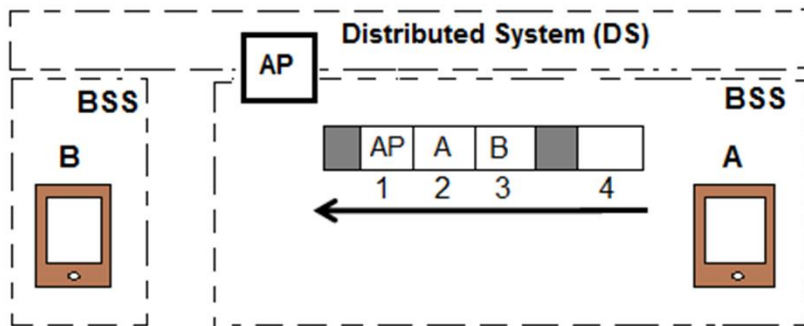 Distributed System (DS)
AP
BSS
BSS
B
AP A B
A
1 2 3 4